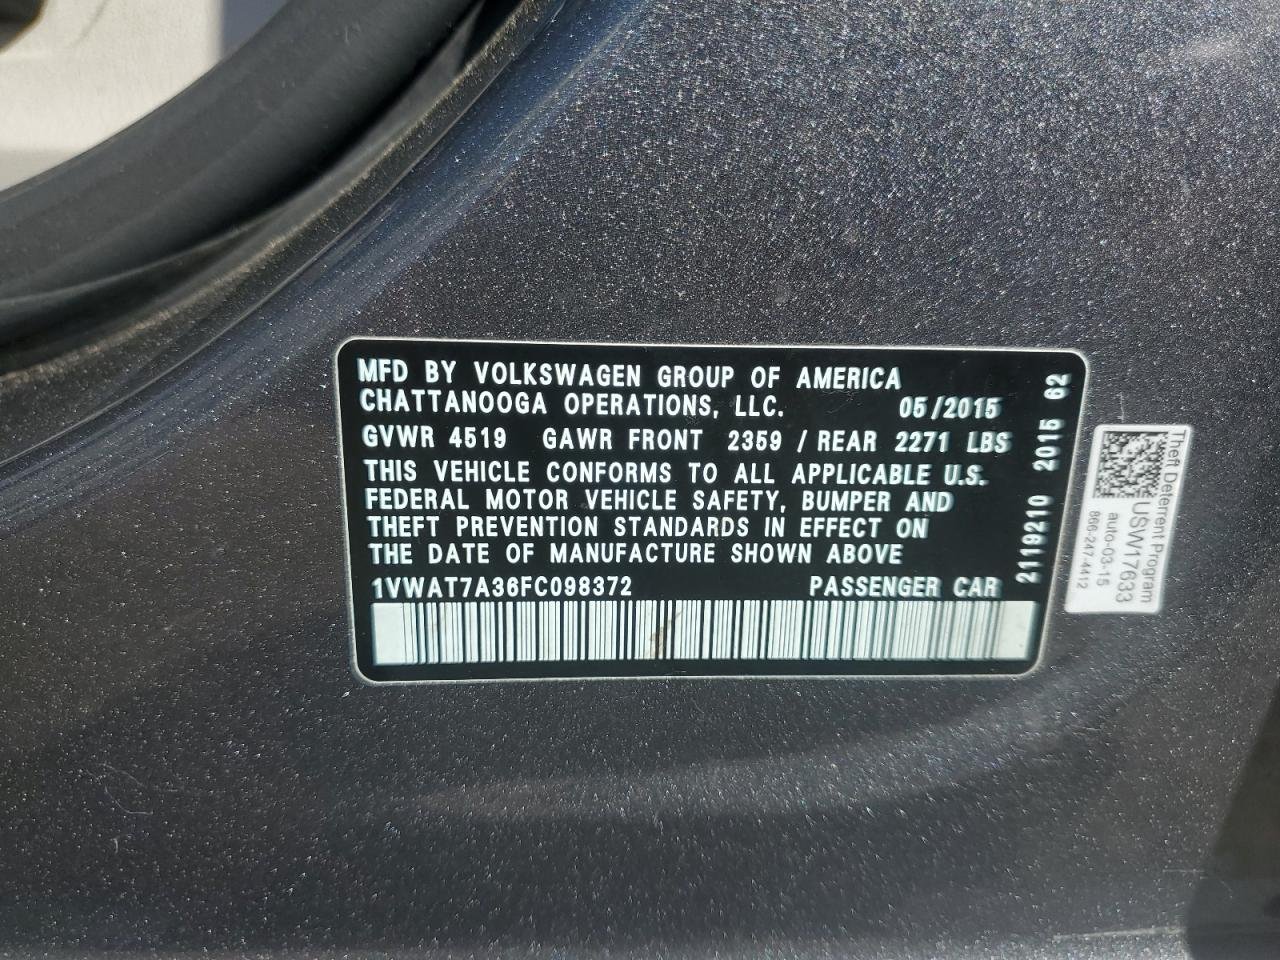 MFD BY VOLKSWAGEN GROUP OF AMERICA
CHATTANOOGA OPERATIONS, LLC. 05/2015
GVWR 4519 GAWR FRONT 2359 / REAR 2271 LBS
THIS VEHICLE CONFORMS TO ALL APPLICABLE U.S.
FEDERAL MOTOR VEHICLE SAFETY, BUMPER AND
THEFT PREVENTION STANDARDS IN EFFECT ON
THE DATE OF MANUFACTURE SHOWN ABOVE
1VWAT7A36FC098372 PASSENGER CAR
2119210 2015 62
Theft Deterrent Program
USW17633
auto-03-15
866-247-4412